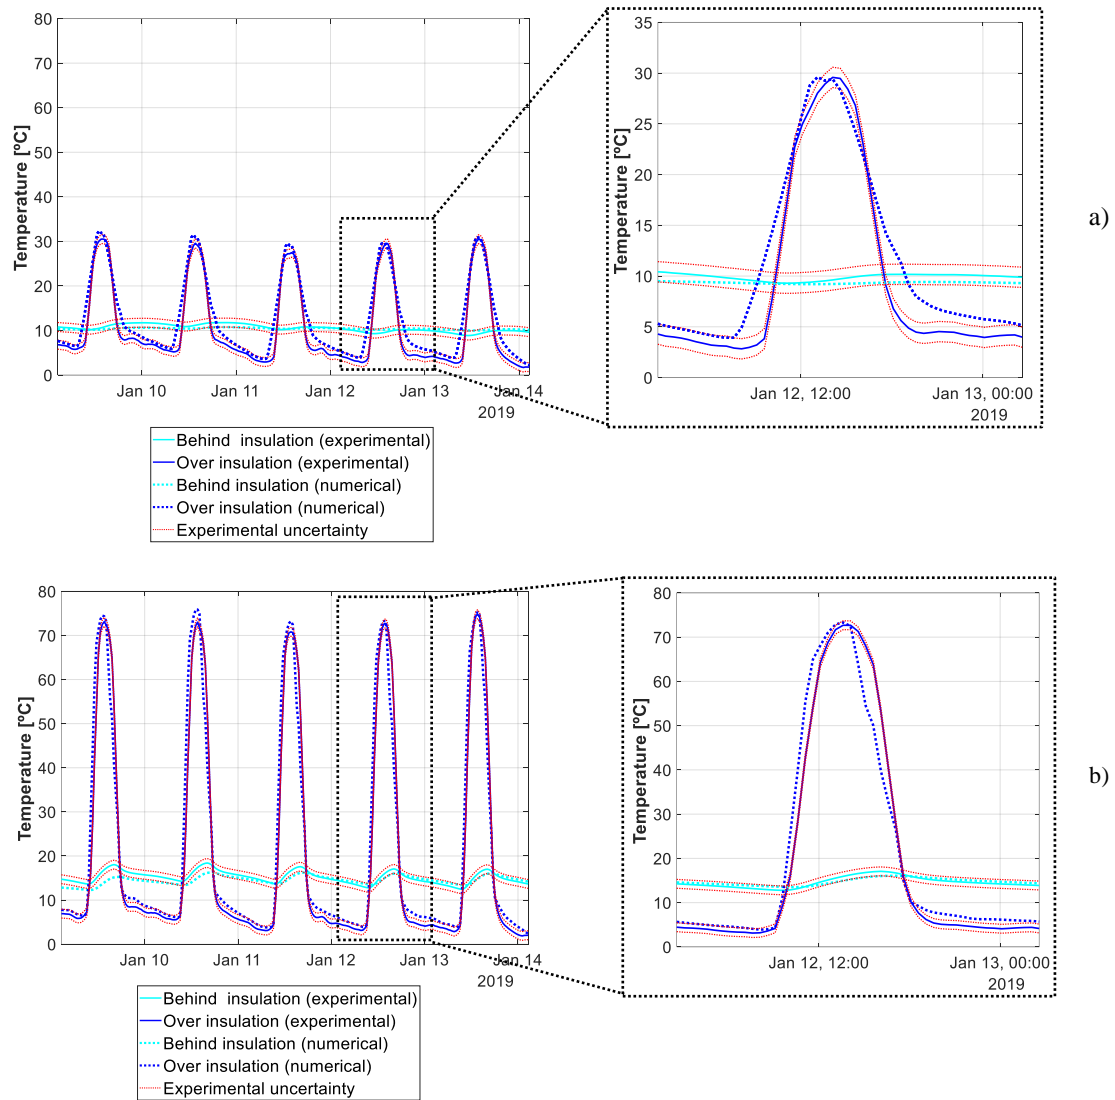 80
70
60
50
40
30
20
10
0
Temperature [ºC]
Jan 10
Jan 11
Jan 12
Jan 13
Jan 14
2019
35
30
25
20
15
10
5
0
Temperature [ºC]
Jan 12, 12:00
Jan 13, 00:00
2019
a)
Behind insulation (experimental)
Over insulation (experimental)
Behind insulation (numerical)
Over insulation (numerical)
Experimental uncertainty
80
70
60
50
40
30
20
10
0
Temperature [ºC]
Jan 10
Jan 11
Jan 12
Jan 13
Jan 14
2019
80
70
60
50
40
30
20
10
0
Temperature [ºC]
Jan 12, 12:00
Jan 13, 00:00
2019
b)
Behind insulation (experimental)
Over insulation (experimental)
Behind insulation (numerical)
Over insulation (numerical)
Experimental uncertainty